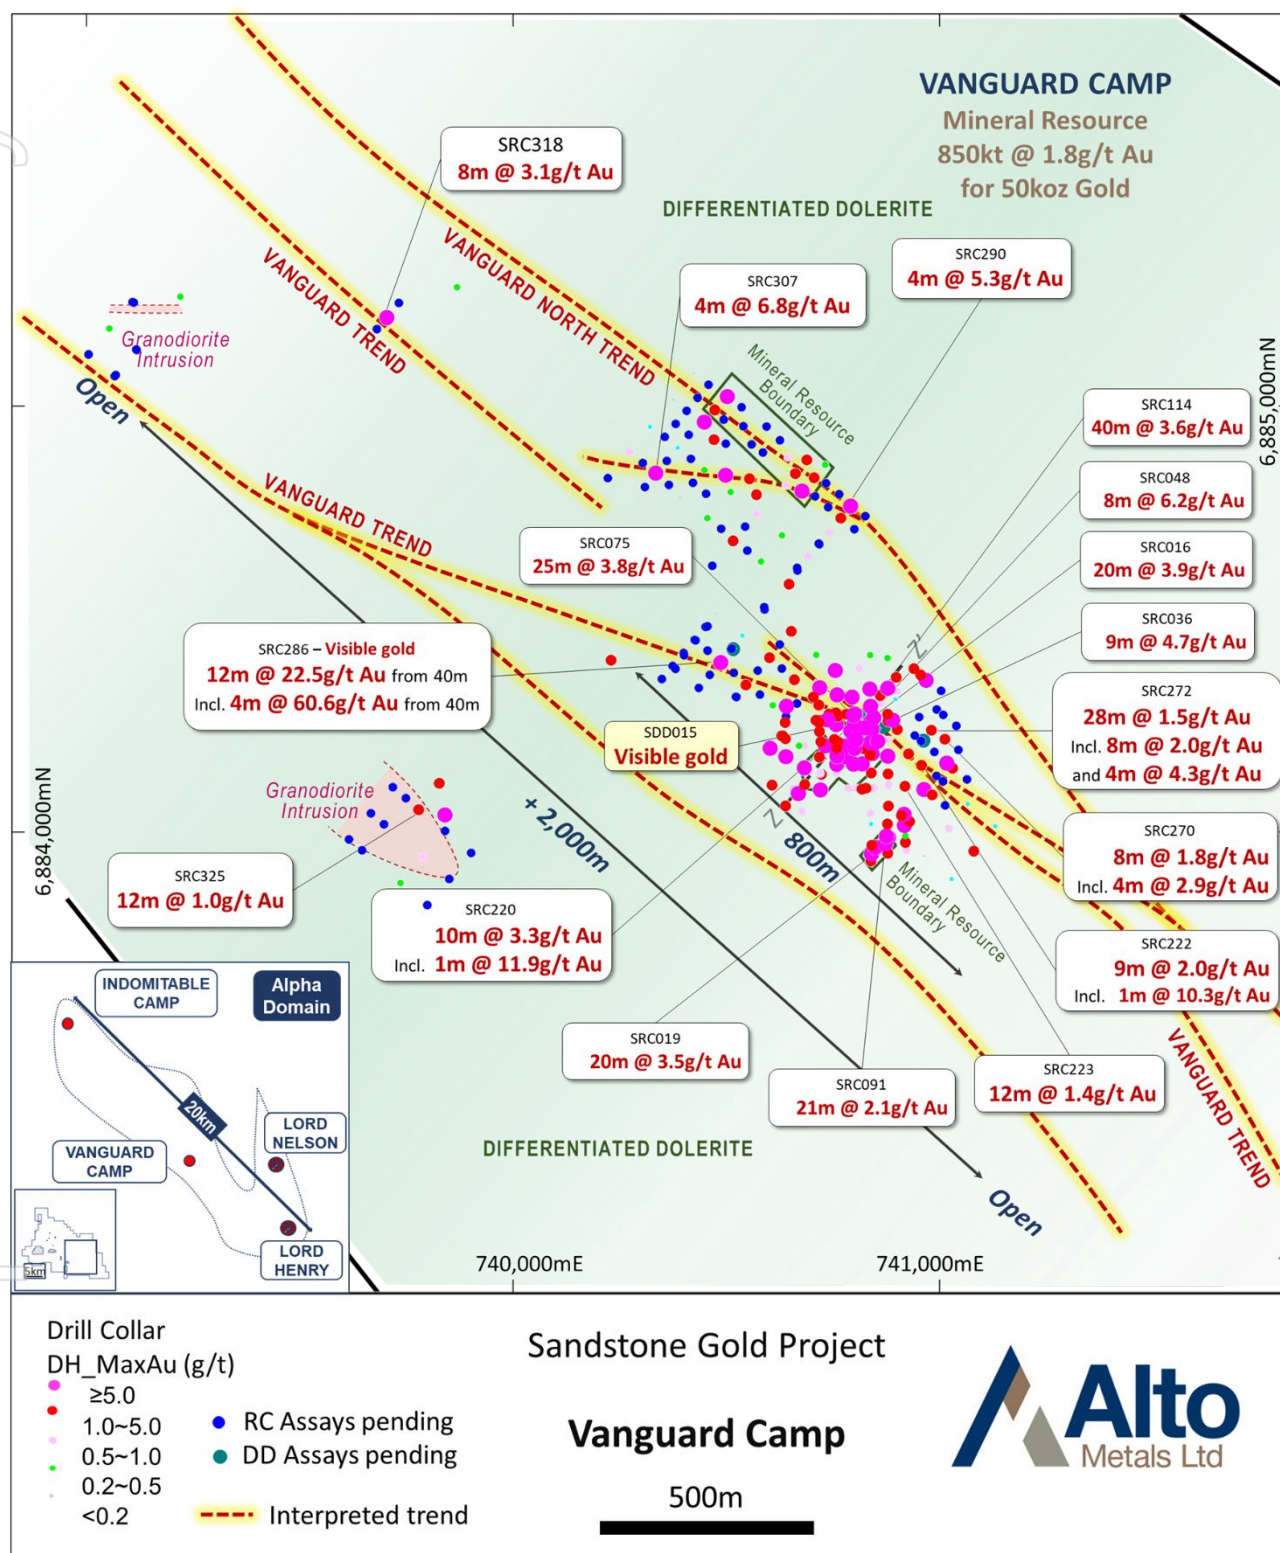 VANGUARD CAMP
Mineral Resource
850kt @ 1.8g/t Au
for 50koz Gold
SRC318
8m @ 3.1g/t Au
DIFFERENTIATED DOLERITE
SRC290
4m @ 5.3g/t Au
SRC307
4m @ 6.8g/t Au
VANGUARD NORTH TREND
VANGUARD TREND
Granodiorite
Intrusion
Open
Mineral Resource
Boundary
6,885,000mN
SRC114
40m @ 3.6g/t Au
SRC048
8m @ 6.2g/t Au
VANGUARD TREND
SRC075
25m @ 3.8g/t Au
SRC016
20m @ 3.9g/t Au
SRC036
9m @ 4.7g/t Au
SRC286 – Visible gold
12m @ 22.5g/t Au from 40m
Incl. 4m @ 60.6g/t Au from 40m
Z'
SRC272
28m @ 1.5g/t Au
Incl. 8m @ 2.0g/t Au
and 4m @ 4.3g/t Au
SDD015
Visible gold
Granodiorite
Intrusion
+ 2,000m
Z
800m
6,884,000mN
SRC270
8m @ 1.8g/t Au
Incl. 4m @ 2.9g/t Au
SRC325
12m @ 1.0g/t Au
SRC220
10m @ 3.3g/t Au
Incl. 1m @ 11.9g/t Au
Mineral Resource
Boundary
SRC222
9m @ 2.0g/t Au
Incl. 1m @ 10.3g/t Au
SRC019
20m @ 3.5g/t Au
SRC091
21m @ 2.1g/t Au
SRC223
12m @ 1.4g/t Au
VANGUARD TREND
DIFFERENTIATED DOLERITE
Open
INDOMITABLE
CAMP
Alpha
Domain
20km
LORD
NELSON
VANGUARD
CAMP
LORD
HENRY
5km
740,000mE
741,000mE
Drill Collar
DH_MaxAu (g/t)
≥5.0
1.0~5.0
0.5~1.0
0.2~0.5
<0.2
RC Assays pending
DD Assays pending
Interpreted trend
Sandstone Gold Project
Vanguard Camp
500m
Alto
Metals Ltd